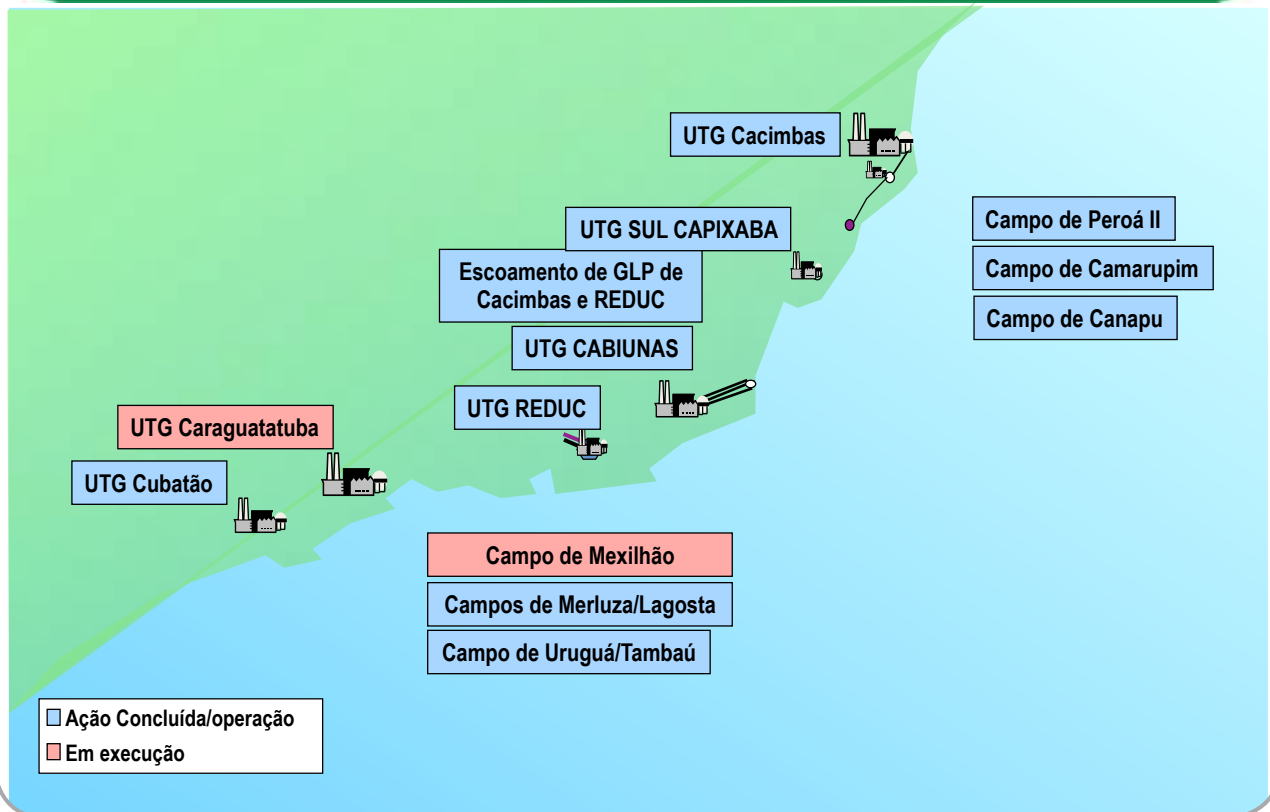 UTG Cacimbas
UTG SUL CAPIXABA
Escoamento de GLP de
Cacimbas e REDUC
UTG CABIUNAS
UTG REDUC
UTG Caraguatatuba
UTG Cubatão
Campo de Peroá II
Campo de Camarupim
Campo de Canapu
Campo de Mexilhão
Campos de Merluza/Lagosta
Campo de Uruguá/Tambaú
Ação Concluída/operação
Em execução